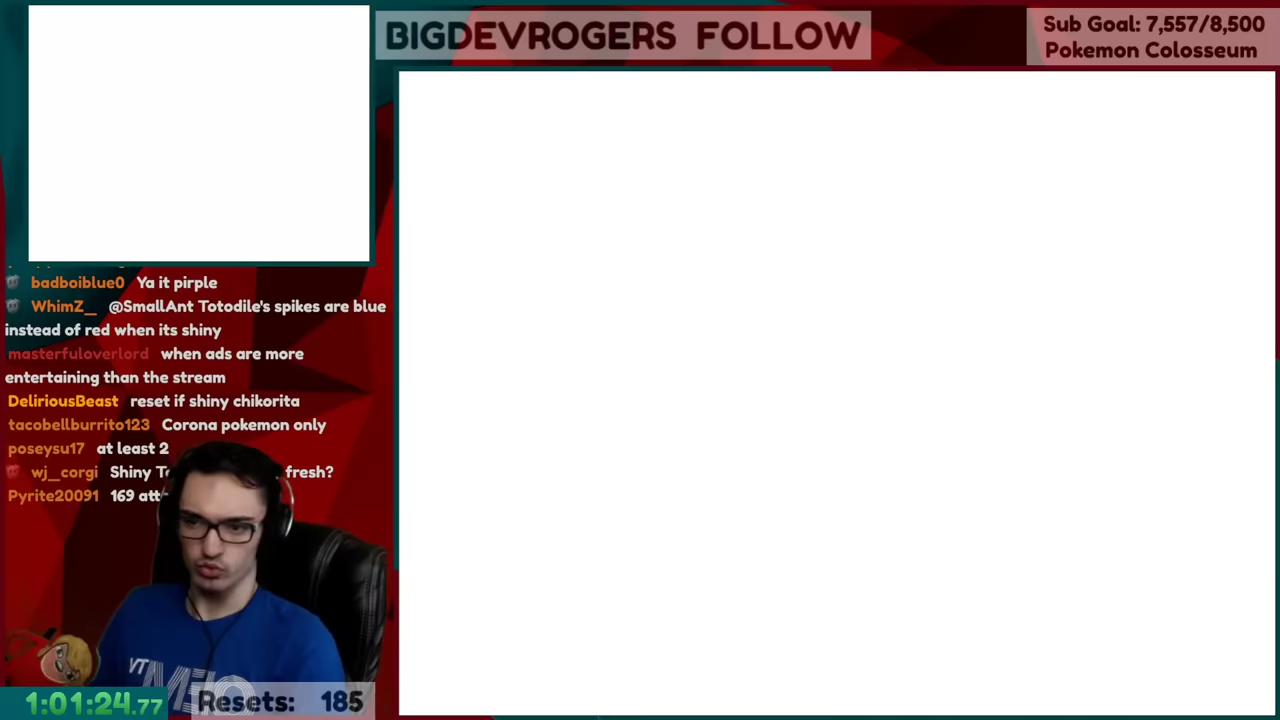 BIGDEVROGERS FOLLOW
Sub Goal: 7,557/8,500
Pokemon Colosseum
badboiblue0 Ya it pirple
WhimZ_ @SmallAnt Totodile's spikes are blue
instead of red when its shiny
masterfuloverlord when ads are more
entertaining than the stream
DeliriousBeast reset if shiny chikorita
tacobellburrito123 Corona pokemon only
poseysu17 at least 2
wj_corgi Shiny fresh?
Pyrite20091 169
VT
1:01:24.77
Resets: 185